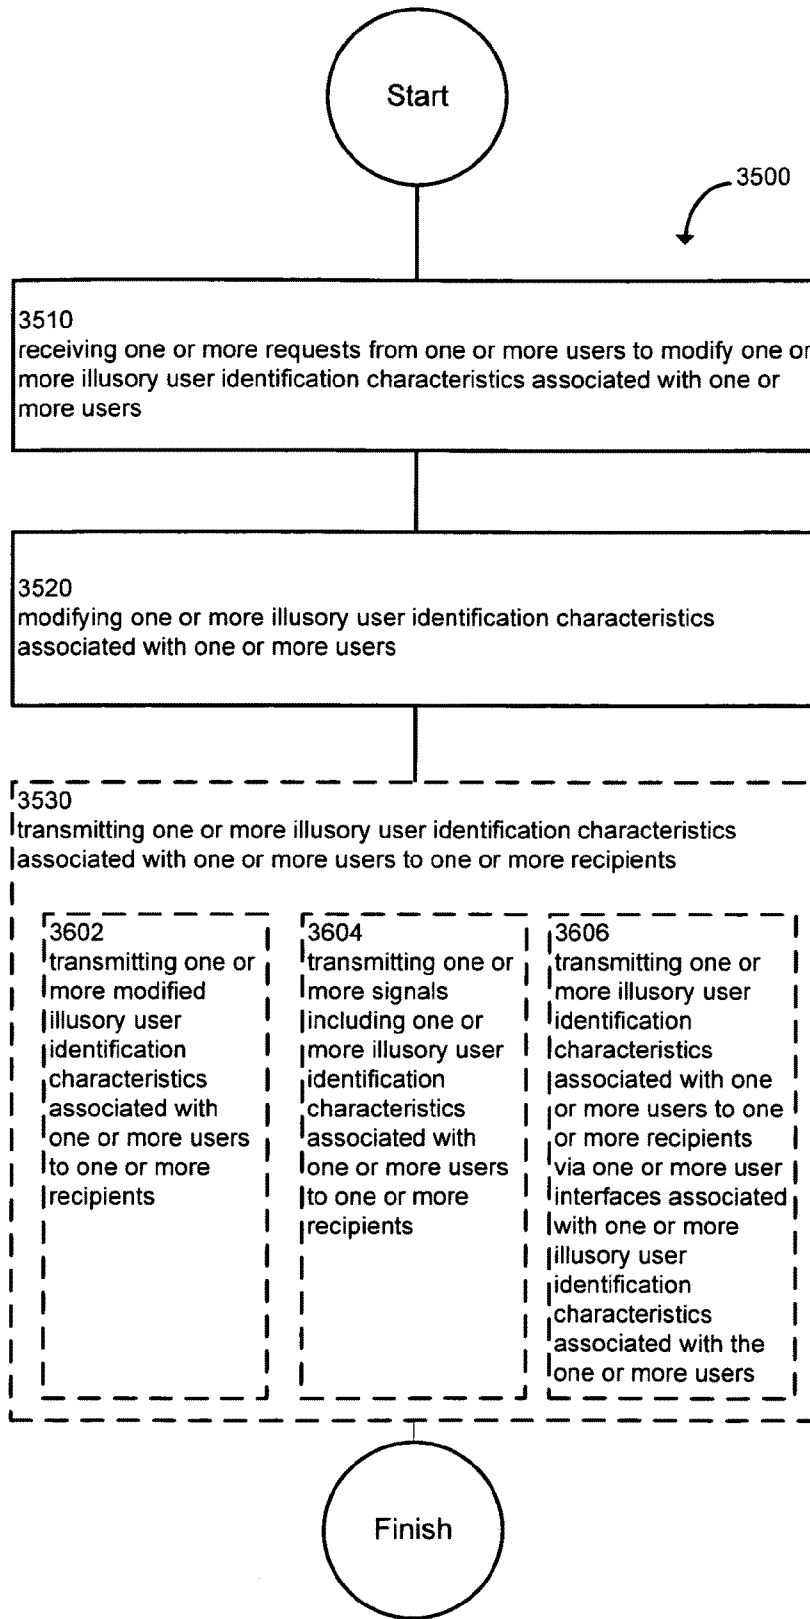 Start
3500
3510
receiving one or more requests from one or more users to modify one or
more illusory user identification characteristics associated with one or
more users
3520
modifying one or more illusory user identification characteristics
associated with one or more users
3530
transmitting one or more illusory user identification characteristics
associated with one or more users to one or more recipients
3602
transmitting one or
more modified
illusory user
identification
characteristics
associated with
one or more users
to one or more
recipients
3604
transmitting one or
more signals
including one or
more illusory user
identification
characteristics
associated with
one or more users
to one or more
recipients
3606
transmitting one or
more illusory user
identification
characteristics
associated with one
or more users to one
or more recipients
via one or more user
interfaces associated
with one or more
illusory user
identification
characteristics
associated with the
one or more users
Finish